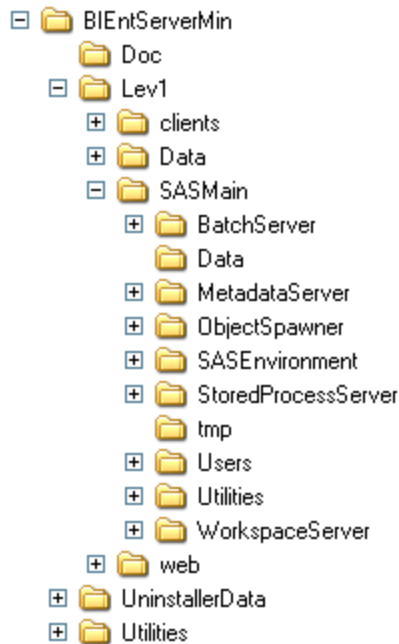 BIEntServerMin
Doc
Lev1
clients
Data
SASMain
BatchServer
Data
MetadataServer
ObjectSpawner
SASEnvironment
StoredProcessServer
tmp
Users
Utilities
WorkspaceServer
web
UninstallerData
Utilities